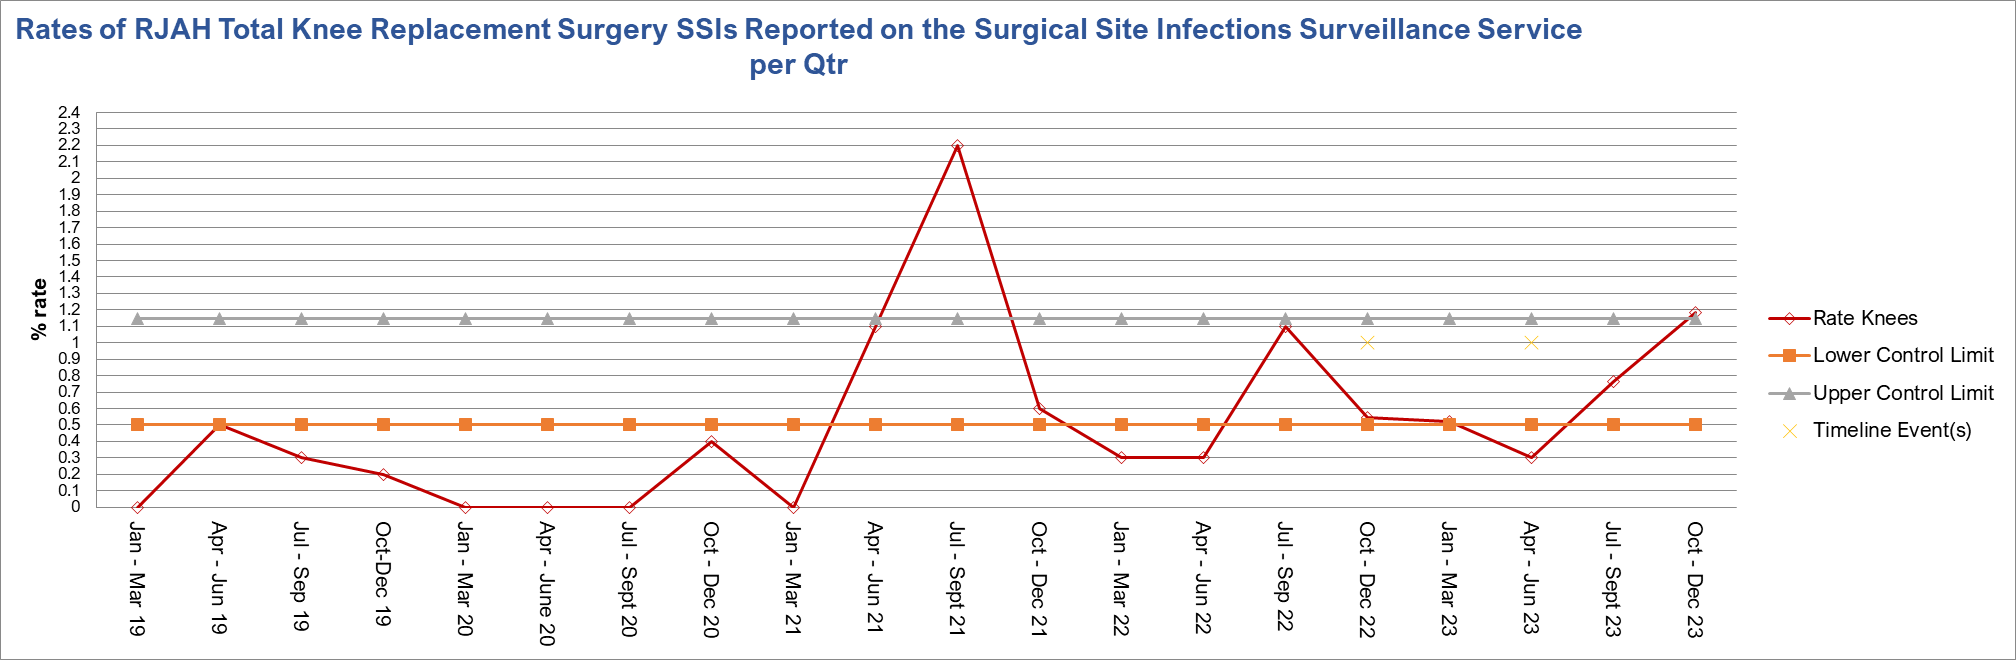 Rates of RJAH Total Knee Replacement Surgery SSIs Reported on the Surgical Site Infections Surveillance Service
per Qtr
% rate
2.4
2.3
2.2
2.1
2
1.9
1.8
1.7
1.6
1.5
1.4
1.3
1.2
1.1
1
0.9
0.8
0.7
0.6
0.5
0.4
0.3
0.2
0.1
0
Jan - Mar 19
Apr - Jun 19
Jul - Sep 19
Oct-Dec 19
Jan - Mar 20
Apr - June 20
Jul - Sept 20
Oct - Dec 20
Jan - Mar 21
Apr - Jun 21
Jul - Sept 21
Oct - Dec 21
Jan - Mar 22
Apr - Jun 22
Jul - Sep 22
Oct - Dec 22
Jan - Mar 23
Apr - Jun 23
Jul - Sept 23
Oct - Dec 23
Rate Knees
Lower Control Limit
Upper Control Limit
Timeline Event(s)